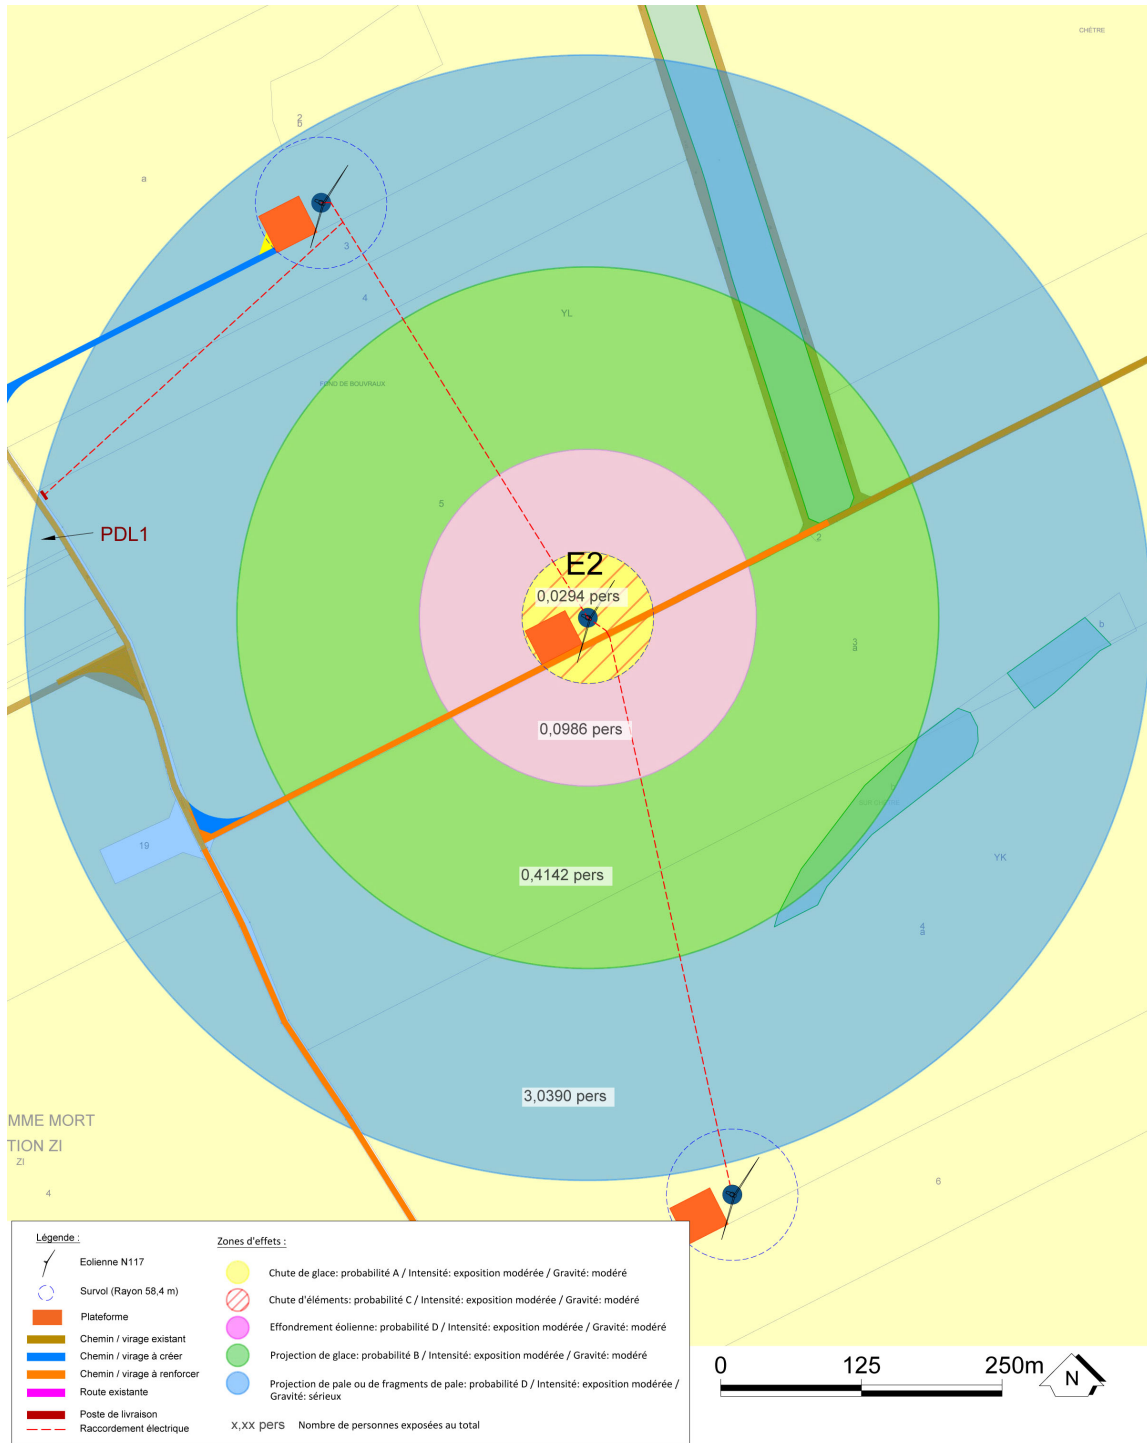 CHÉTRE
2
b
a
3
4
YL
FOND DE BOUVRAUX
5
PDL1
E2
0,0294 pers
2
b
0,0986 pers
19
0,4142 pers
YK
3,0390 pers
MME MORT
TION ZI
ZI
4
6
Légende :
Eolienne N117
Survol (Rayon 58,4 m)
Plateforme
Chemin / virage existant
Chemin / virage à créer
Chemin / virage à renforcer
Route existante
Poste de livraison
Raccordement électrique
Zones d'effets :
Chute de glace: probabilité A / Intensité: exposition modérée / Gravité: modéré
Chute d'éléments: probabilité C / Intensité: exposition modérée / Gravité: modéré
Effondrement éolienne: probabilité D / Intensité: exposition modérée / Gravité: modéré
Projection de glace: probabilité B / Intensité: exposition modérée / Gravité: modéré
Projection de pale ou de fragments de pale: probabilité D / Intensité: exposition modérée /
Gravité: sérieux
x,xx pers Nombre de personnes exposées au total
0 125 250m
N